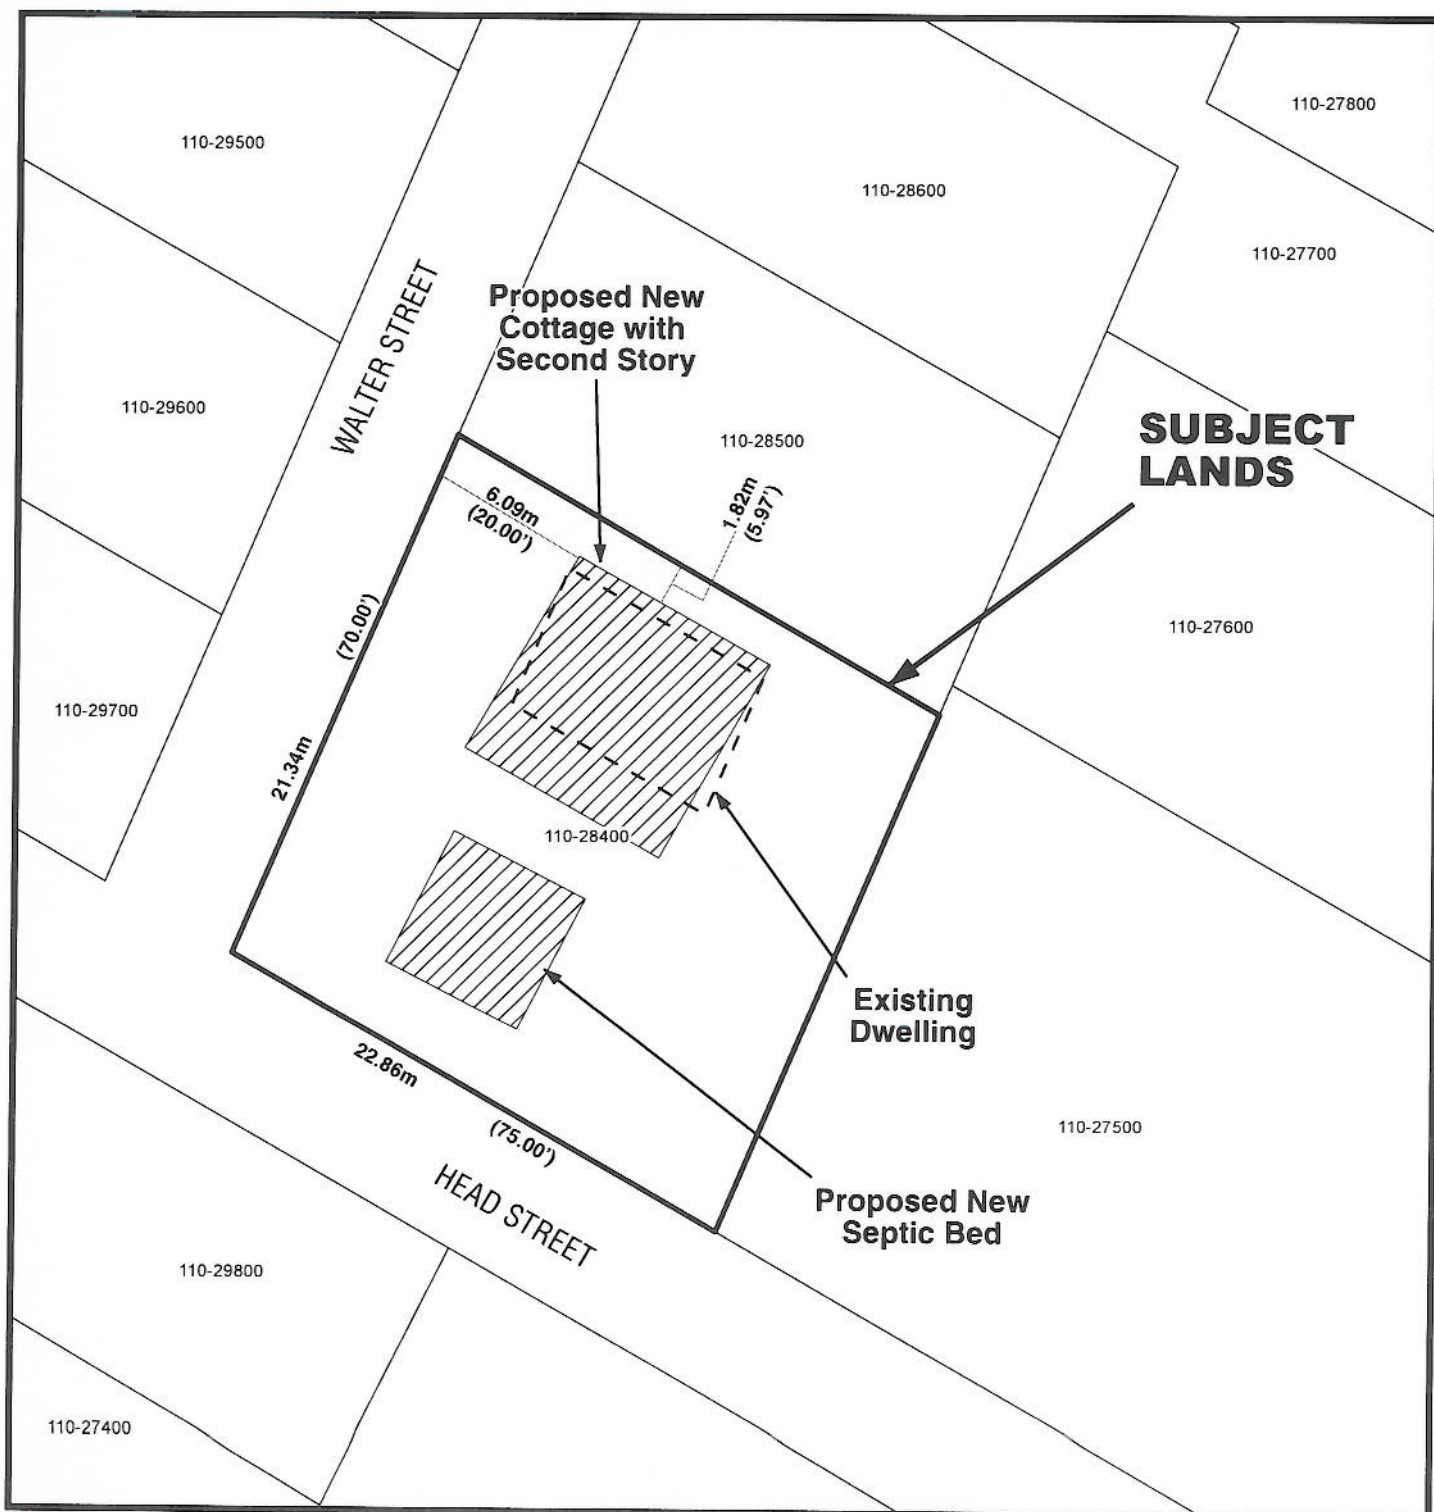 110-27800
110-29500
110-28600
110-27700
WALTER STREET
Proposed New
Cottage with
Second Story
110-29600
SUBJECT
LANDS
110-28500
6.09m
(20.00')
1.82m
(5.97')
(70.00')
21.34m
110-27600
110-29700
110-28400
Existing
Dwelling
22.86m
(75.00')
110-27500
HEAD STREET
Proposed New
Septic Bed
110-29800
110-27400